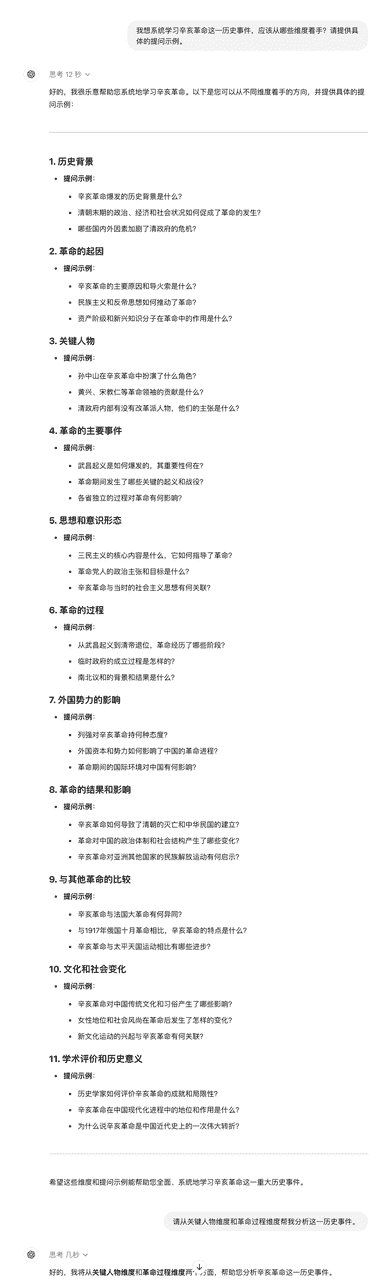 我想系统学习辛亥革命这一历史事件，应该从哪些维度着手？请提供具
体的提问示例。
思考 12 秒
好的，我很乐意帮助您系统地学习辛亥革命。以下是您可以从不同维度着手的方向，并提供具体的提
问示例：
1. 历史背景
提问示例：
辛亥革命爆发的历史背景是什么？
清朝末期的政治、经济和社会状况如何促成了革命的发生？
哪些国内外因素加剧了清政府的危机？
2. 革命的起因
提问示例：
辛亥革命的主要原因和导火索是什么？
民族主义和反帝思想如何推动了革命？
资产阶级和新兴知识分子在革命中的作用是什么？
3. 关键人物
提问示例：
孙中山在辛亥革命中扮演了什么角色？
黄兴、宋教仁等革命领袖的贡献是什么？
清政府内部有没有改革派人物，他们的主张是什么？
4. 革命的主要事件
提问示例：
武昌起义是如何爆发的，其重要性何在？
革命期间发生了哪些关键的起义和战役？
各省独立的过程对革命有何影响？
5. 思想和意识形态
提问示例：
三民主义的核心内容是什么，它如何指导了革命？
革命党人的政治主张和目标是什么？
辛亥革命与当时的社会主义思想有何关联？
6. 革命的过程
提问示例：
从武昌起义到清帝退位，革命经历了哪些阶段？
临时政府的成立过程是怎样的？
南北议和的背景和结果是什么？
7. 外国势力的影响
提问示例：
列强对辛亥革命持何种态度？
外国资本和势力如何影响了中国的革命进程？
革命期间的国际环境对中国有何影响？
8. 革命的结果和影响
提问示例：
辛亥革命如何导致了清朝的灭亡和中华民国的建立？
革命对中国的政治体制和社会结构产生了哪些变化？
辛亥革命对亚洲其他国家的民族解放运动有何启示？
9. 与其他革命的比较
提问示例：
辛亥革命与法国大革命有何异同？
与1917年俄国十月革命相比，辛亥革命的特点是什么？
辛亥革命与太平天国运动相比有哪些进步？
10. 文化和社会变化
提问示例：
辛亥革命对中国传统文化和习俗产生了哪些影响？
女性地位和社会风尚在革命后发生了怎样的变化？
新文化运动的兴起与辛亥革命有何关联？
11. 学术评价和历史意义
提问示例：
历史学家如何评价辛亥革命的成就和局限性？
辛亥革命在中国现代化进程中的地位和作用是什么？
为什么说辛亥革命是中国近代史上的一次伟大转折？
希望这些维度和提问示例能帮助您全面、系统地学习辛亥革命这一重大历史事件。
请从关键人物维度和革命过程维度帮我分析这一历史事件。
思考 几秒
好的，我将从关键人物维度和革命过程维度两个方面，帮助您分析辛亥革命这一历史事件。